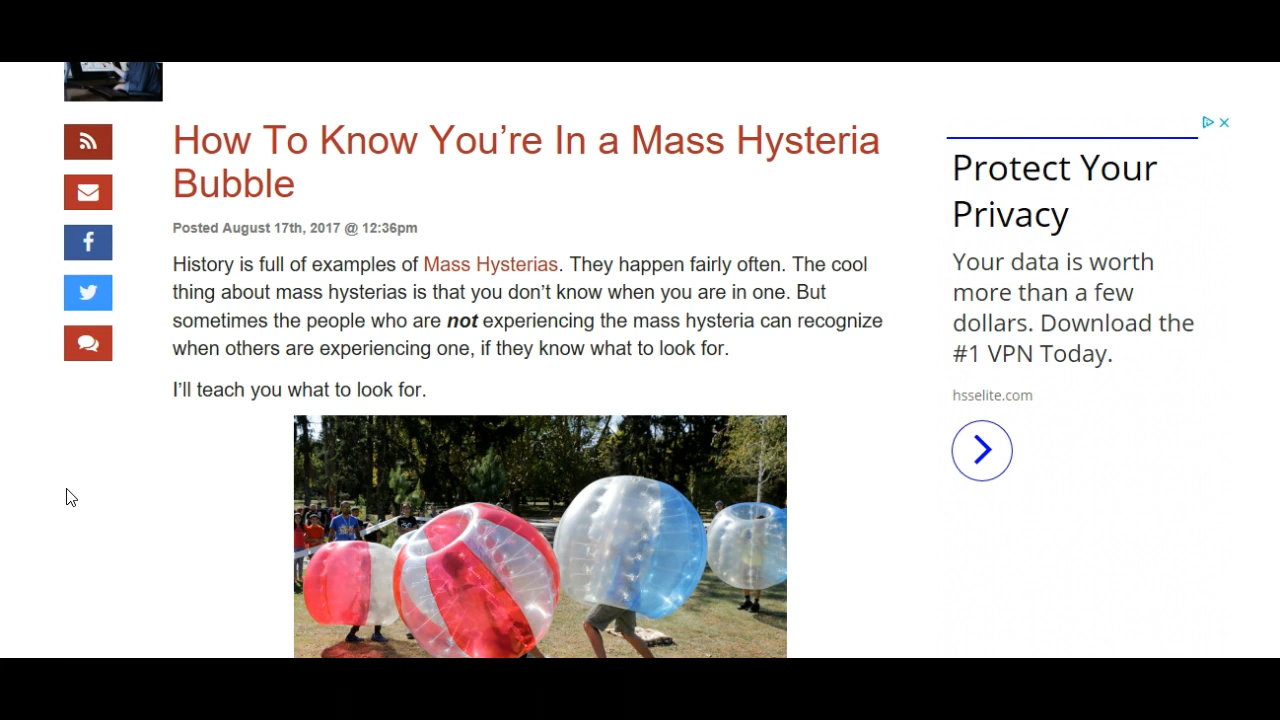 How To Know You’re In a Mass Hysteria
Bubble
Posted August 17th, 2017 @ 12:36pm
History is full of examples of Mass Hysterias. They happen fairly often. The cool
thing about mass hysterias is that you don’t know when you are in one. But
sometimes the people who are not experiencing the mass hysteria can recognize
when others are experiencing one, if they know what to look for.
I’ll teach you what to look for.
Protect Your
Privacy
Your data is worth
more than a few
dollars. Download the
#1 VPN Today.
hsselite.com